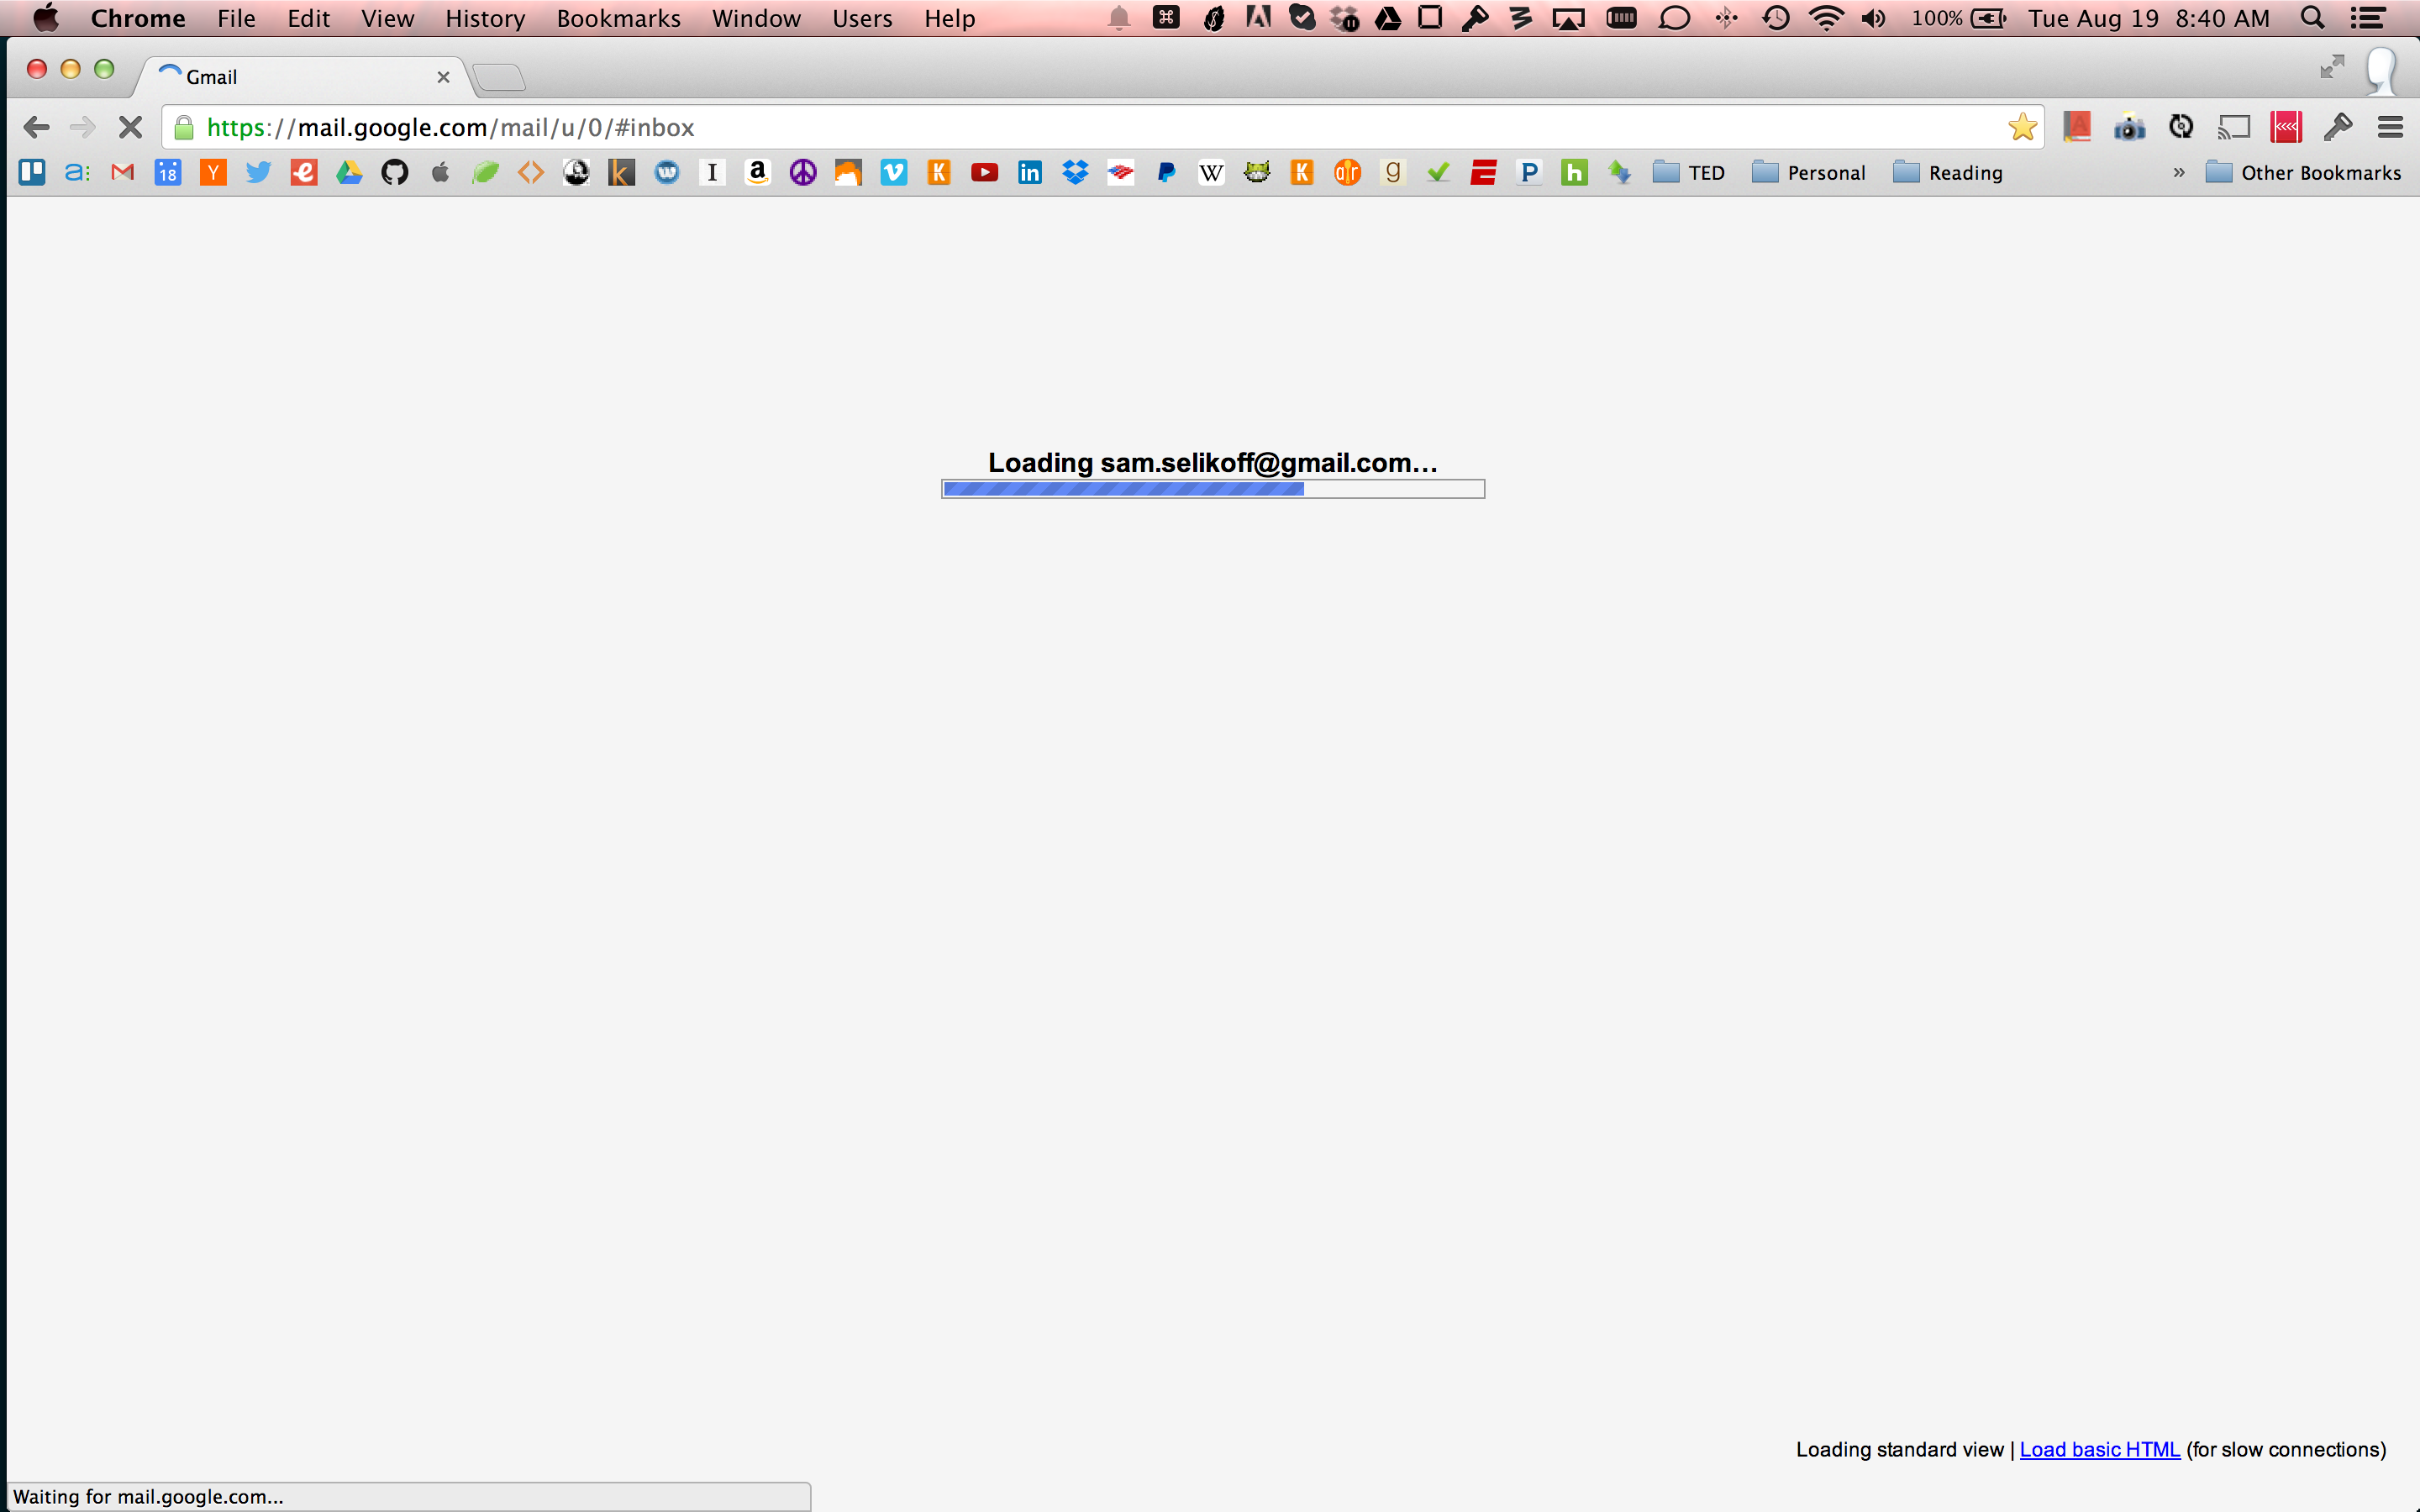 Chrome File Edit View History Bookmarks Window Users Help 100% Tue Aug 19 8:40 AM
Gmail
https://mail.google.com/mail/u/0/#inbox
a: 18 Y e k w I a K in W K g P h TED Personal Reading » Other Bookmarks
Loading sam.selikoff@gmail.com...
Loading standard view | Load basic HTML (for slow connections)
Waiting for mail.google.com...